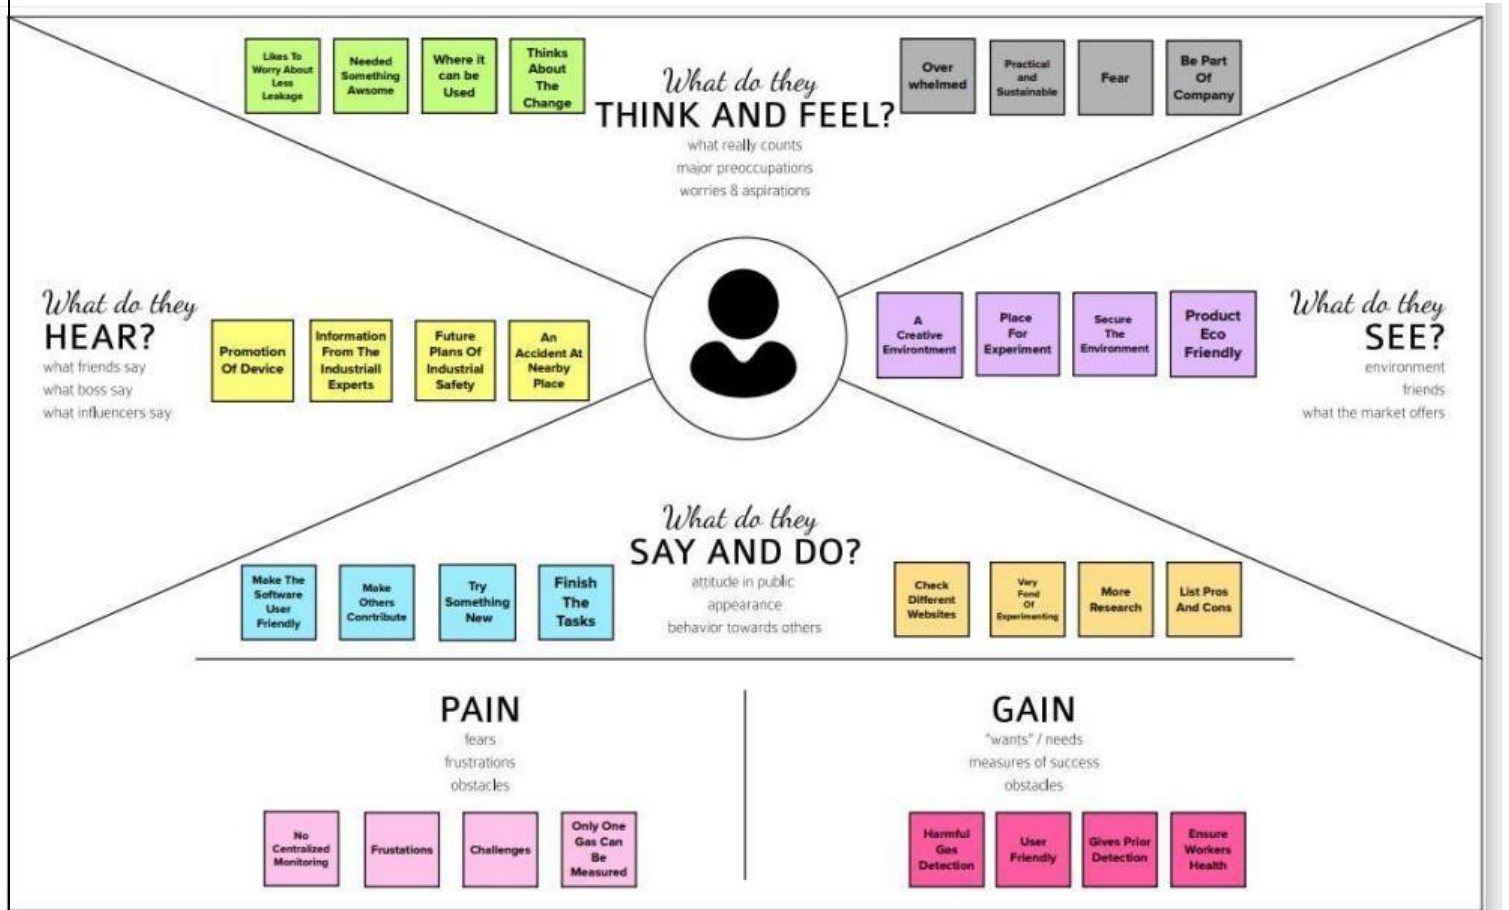 Likes To
Worry About
Less
Leakage
Needed
Something
Awsome
Where it
can be
Used
Thinks
About
The
Change
What do they
THINK AND FEEL?
what really counts
major preoccupations
worries & aspirations
Over
whelmed
Practical
and
Sustainable
Fear
Be Part
Of
Company
What do they
HEAR?
what friends say
what boss say
what influencers say
Promotion
Of Device
Information
From The
Industriall
Experts
Future
Plans Of
Industrial
Safety
An
Accident At
Nearby
Place
A
Creative
Environtment
Place
For
Experiment
Secure
The
Environment
Product
Eco
Friendly
What do they
SEE?
environment
friends
what the market offers
What do they
SAY AND DO?
attitude in public
appearance
behavior towards others
Make The
Software
User
Friendly
Make
Others
Conrtribute
Try
Something
New
Finish
The
Tasks
Check
Different
Websites
Very
Fond
Of
Experimenting
More
Research
List Pros
And Cons
PAIN
fears
frustrations
obstacles
No
Centralized
Monitoring
Frustations
Challenges
Only One
Gas Can
Be
Measured
GAIN
"wants" / needs
measures of success
obstacles
Harmful
Gas
Detection
User
Friendly
Gives Prior
Detection
Ensure
Workers
Health